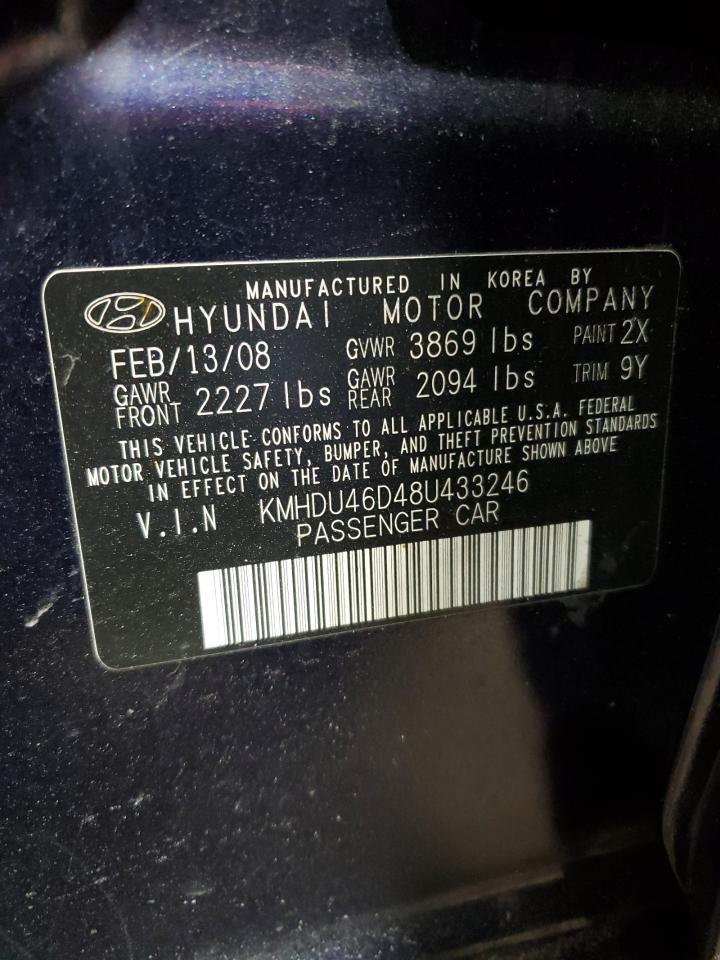 MANUFACTURED IN KOREA BY
HYUNDAI MOTOR COMPANY
FEB/13/08 GVWR 3869 lbs PAINT 2X
GAWR FRONT 2227 lbs GAWR REAR 2094 lbs TRIM 9Y
THIS VEHICLE CONFORMS TO ALL APPLICABLE U.S.A. FEDERAL
MOTOR VEHICLE SAFETY, BUMPER, AND THEFT PREVENTION STANDARDS
IN EFFECT ON THE DATE OF MANUFACTURE SHOWN ABOVE
V.I.N KMHDU46D48U433246
PASSENGER CAR